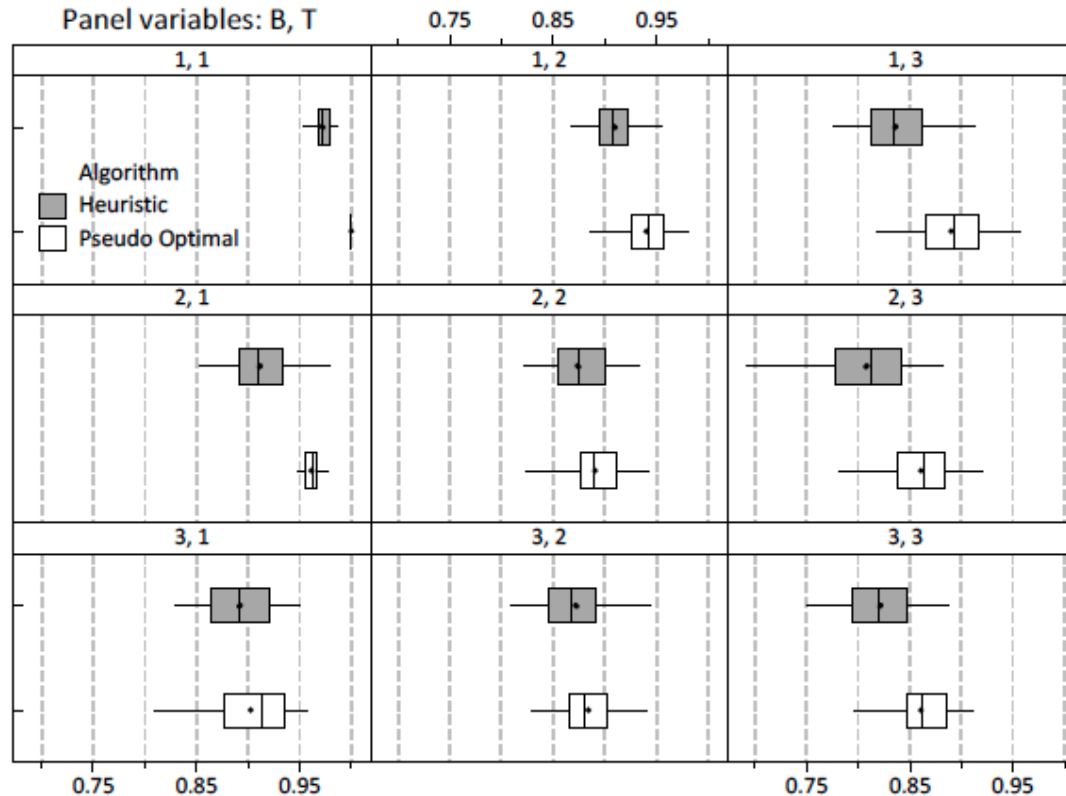 Panel variables: B, T
0.75 0.85 0.95
1, 1 1, 2 1, 3
Algorithm
Heuristic
Pseudo Optimal
2, 1 2, 2 2, 3
3, 1 3, 2 3, 3
0.75 0.85 0.95 0.75 0.85 0.95